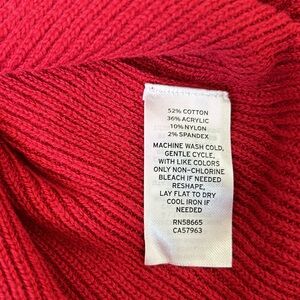 52% COTTON
36% ACRYLIC
10% NYLON
2% SPANDEX
MACHINE WASH COLD,
GENTLE CYCLE,
WITH LIKE COLORS
ONLY NON-CHLORINE
BLEACH IF NEEDED
RESHAPE,
LAY FLAT TO DRY
COOL IRON IF
NEEDED
RN58665
CA57963